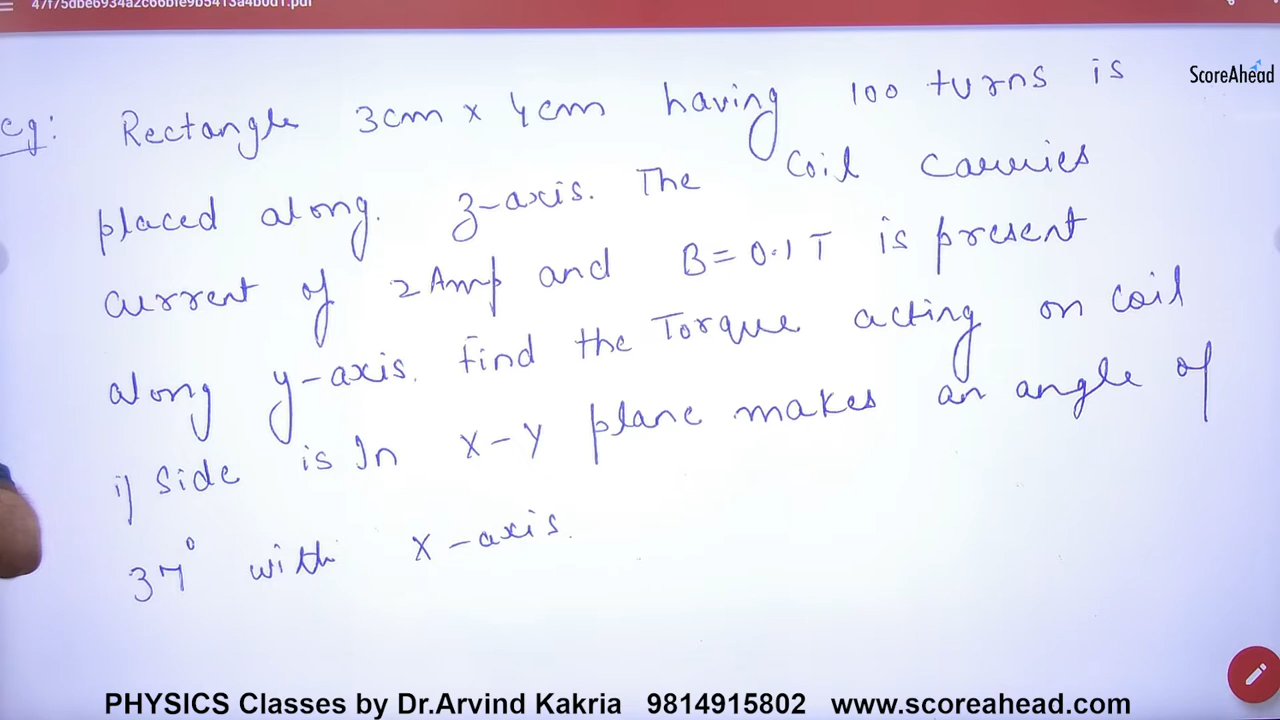 47f75dbe6934a2c66bfe9b5413a4b0d1.pdf
ScoreAhead
eg: Rectangle 3cm x 4cm having 100 turns is
placed along z-axis. The coil carries
current of 2 Amp and B = 0.1 T is present
along y-axis. find the Torque acting on coil
if side is In X-Y plane makes an angle of
37° with X-axis.
PHYSICS Classes by Dr.Arvind Kakria 9814915802 www.scoreahead.com